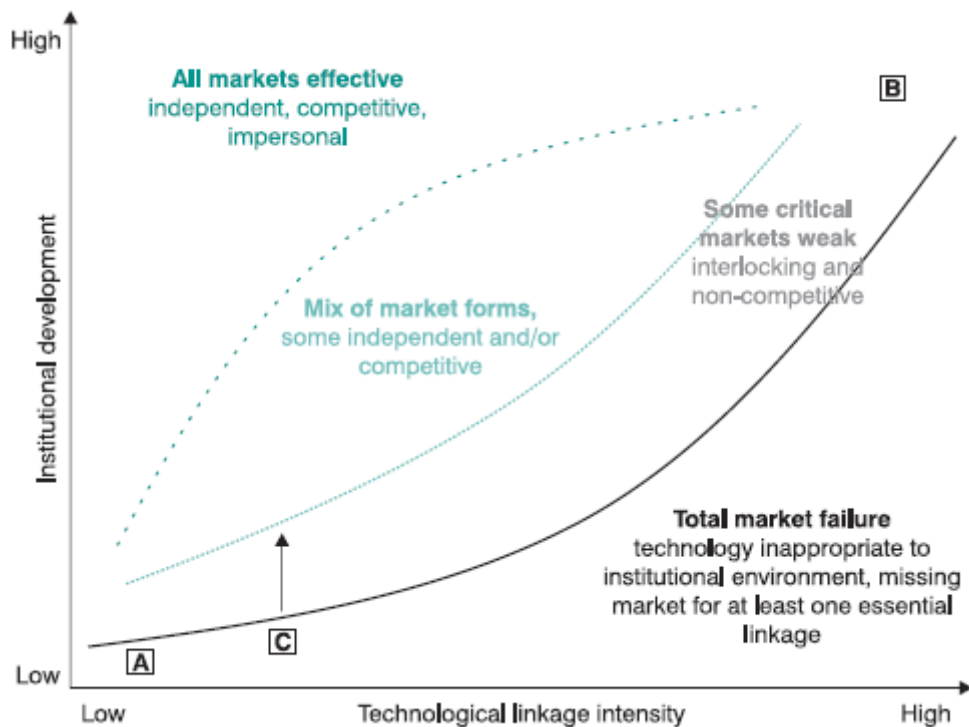 High
All markets effective
independent, competitive,
impersonal
B
Some critical
markets weak
interlocking and
non-competitive
Mix of market forms,
some independent and/or
competitive
Institutional development
Total market failure
technology inappropriate to
institutional environment, missing
market for at least one essential
linkage
C
A
Low
Low
Technological linkage intensity
High